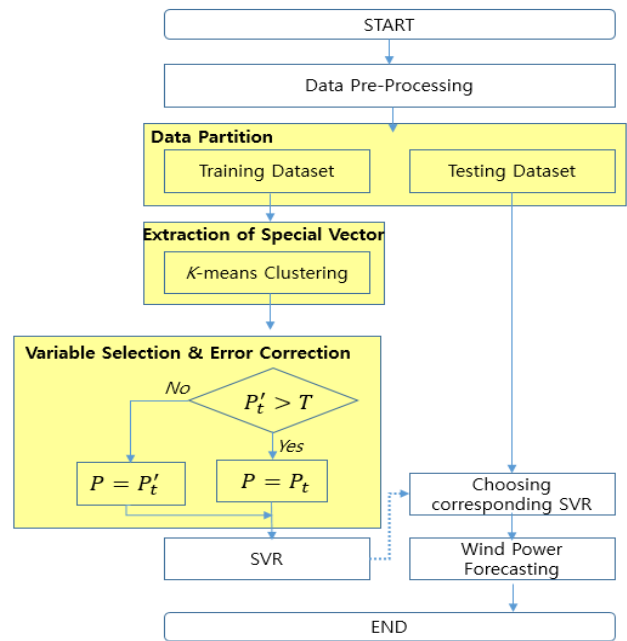 START
Data Pre-Processing
Data Partition
Training Dataset
Testing Dataset
Extraction of Special Vector
K-means Clustering
Variable Selection & Error Correction
No
P′ₜ > T
Yes
P = P′ₜ
P = Pₜ
Choosing
corresponding SVR
SVR
Wind Power
Forecasting
END